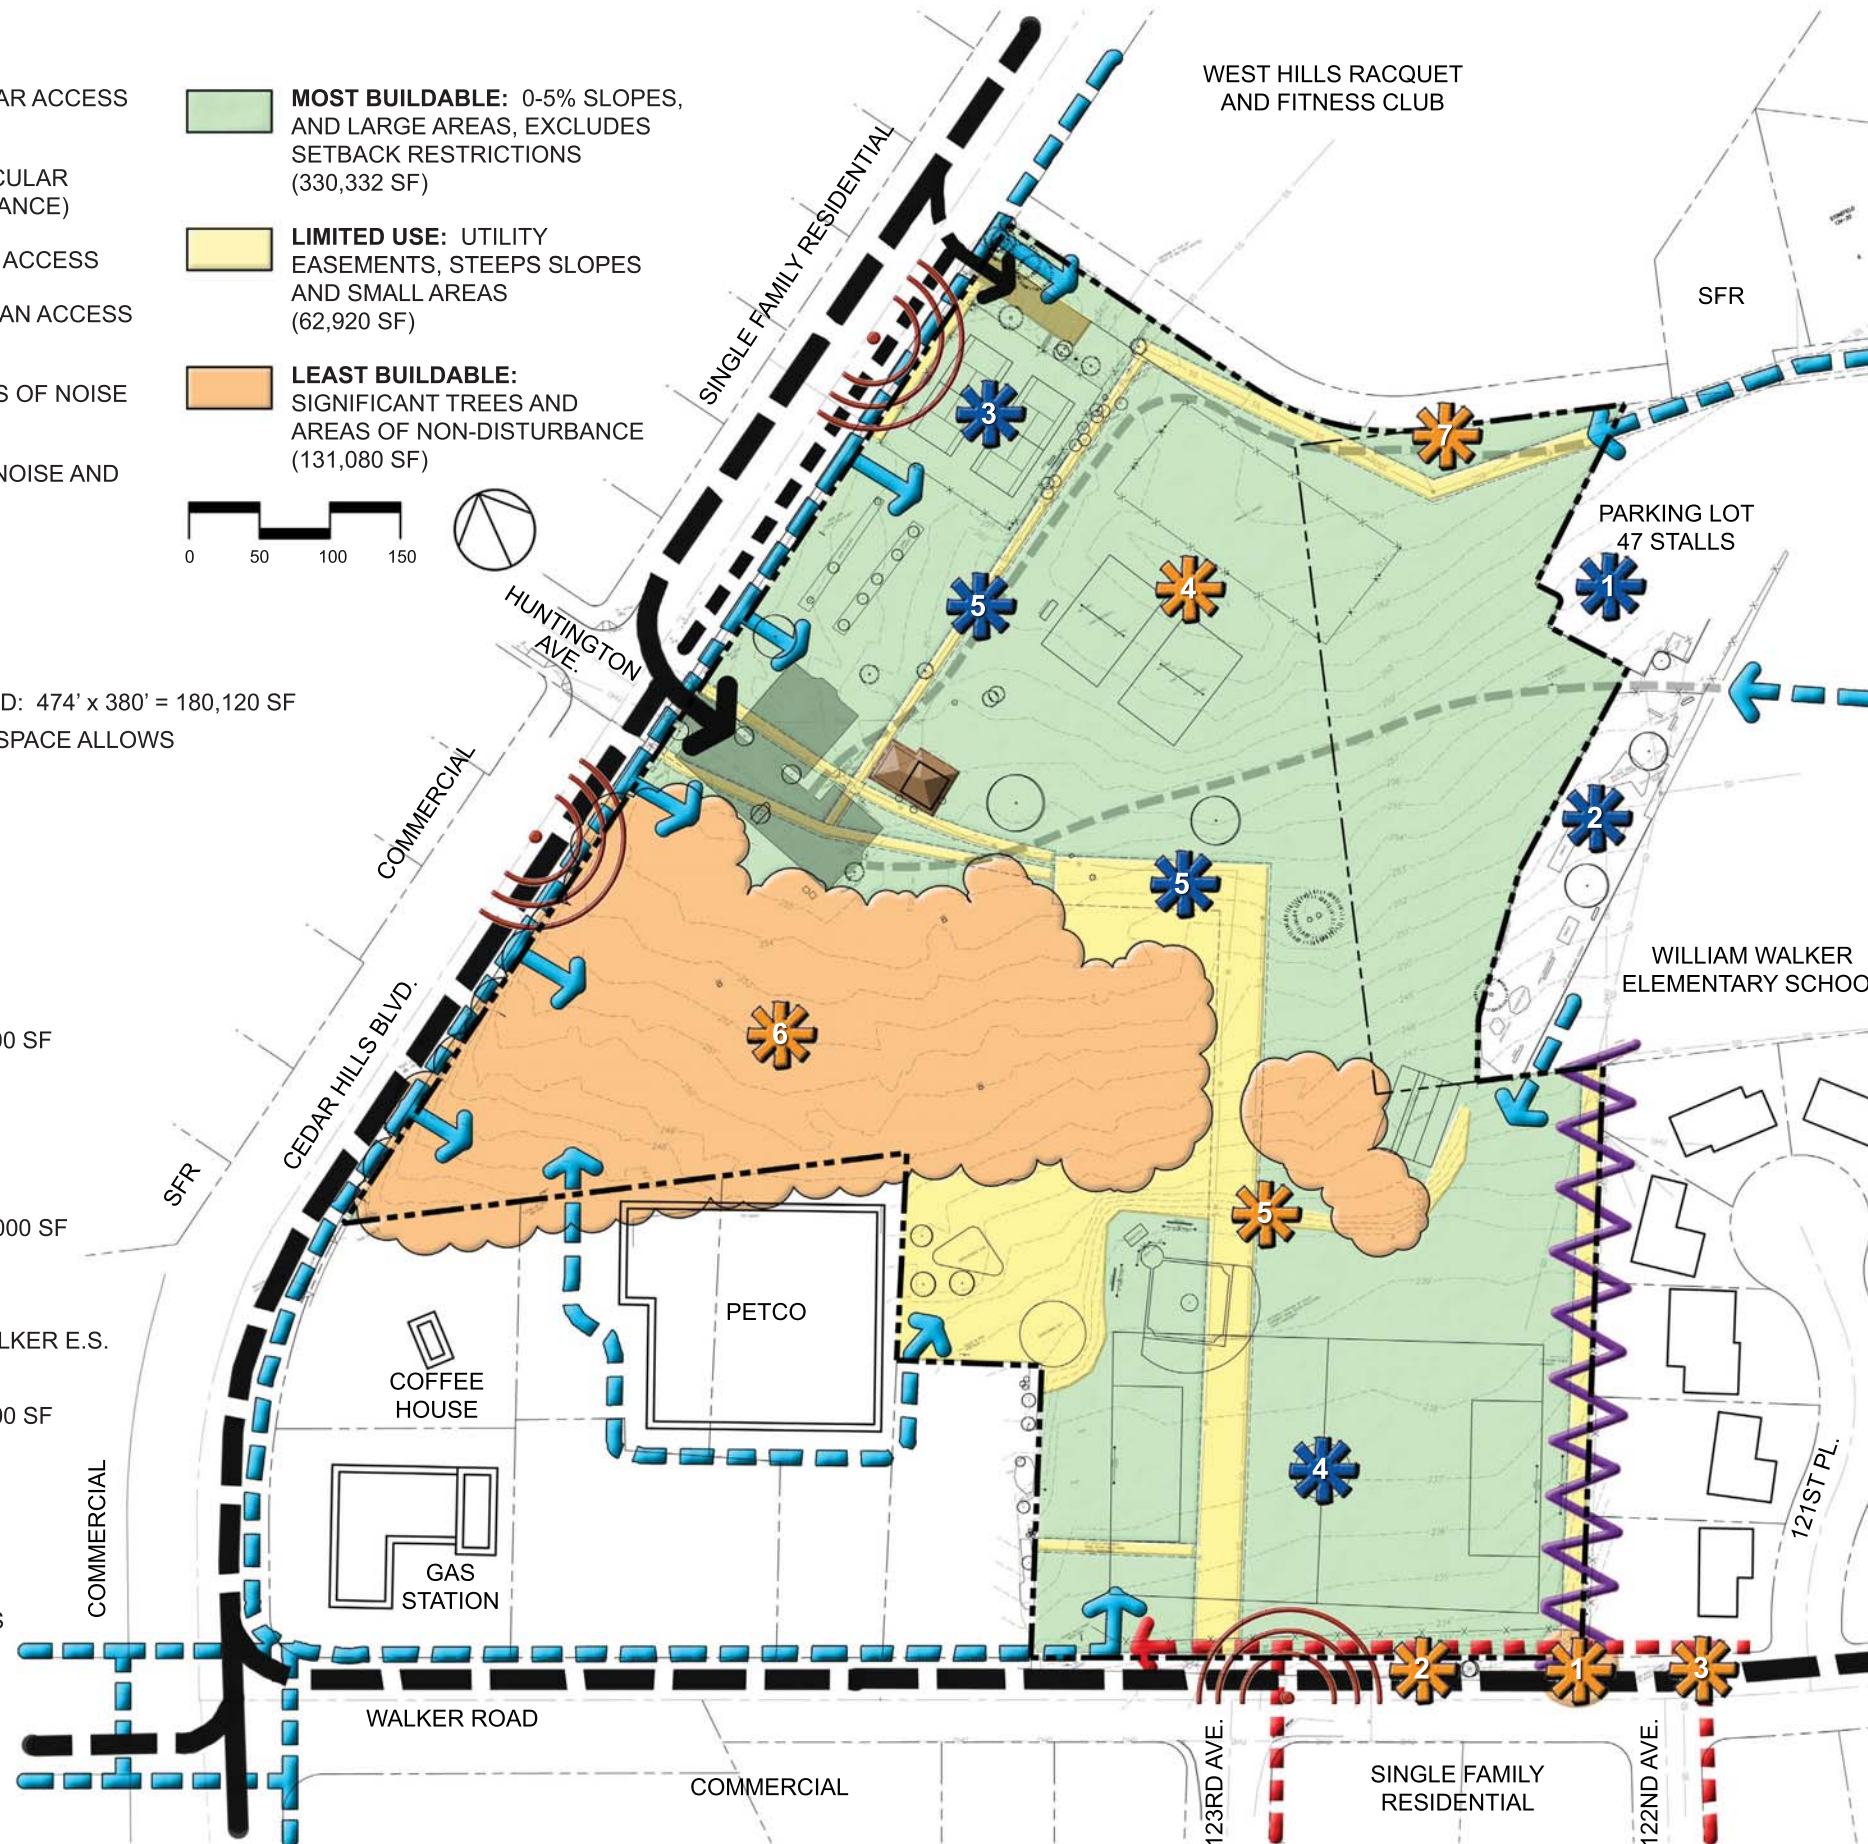 AR ACCESS
CULAR
ANCE)
ACCESS
AN ACCESS
S OF NOISE
NOISE AND
MOST BUILDABLE: 0-5% SLOPES,
AND LARGE AREAS, EXCLUDES
SETBACK RESTRICTIONS
(330,332 SF)
LIMITED USE: UTILITY
EASEMENTS, STEEPS SLOPES
AND SMALL AREAS
(62,920 SF)
LEAST BUILDABLE:
SIGNIFICANT TREES AND
AREAS OF NON-DISTURBANCE
(131,080 SF)
0 50 100 150
D: 474' x 380' = 180,120 SF
SPACE ALLOWS
00 SF
000 SF
LKER E.S.
00 SF
S
WEST HILLS RACQUET
AND FITNESS CLUB
SFR
SINGLE FAMILY RESIDENTIAL
3
7
PARKING LOT
47 STALLS
1
5
4
HUNTINGTON
AVE.
COMMERCIAL
2
5
WILLIAM WALKER
ELEMENTARY SCHOO
6
CEDAR HILLS BLVD.
SFR
5
PETCO
COFFEE
HOUSE
4
GAS
STATION
COMMERCIAL
121ST PL.
2
1
3
WALKER ROAD
COMMERCIAL
123RD AVE.
SINGLE FAMILY
RESIDENTIAL
122ND AVE.